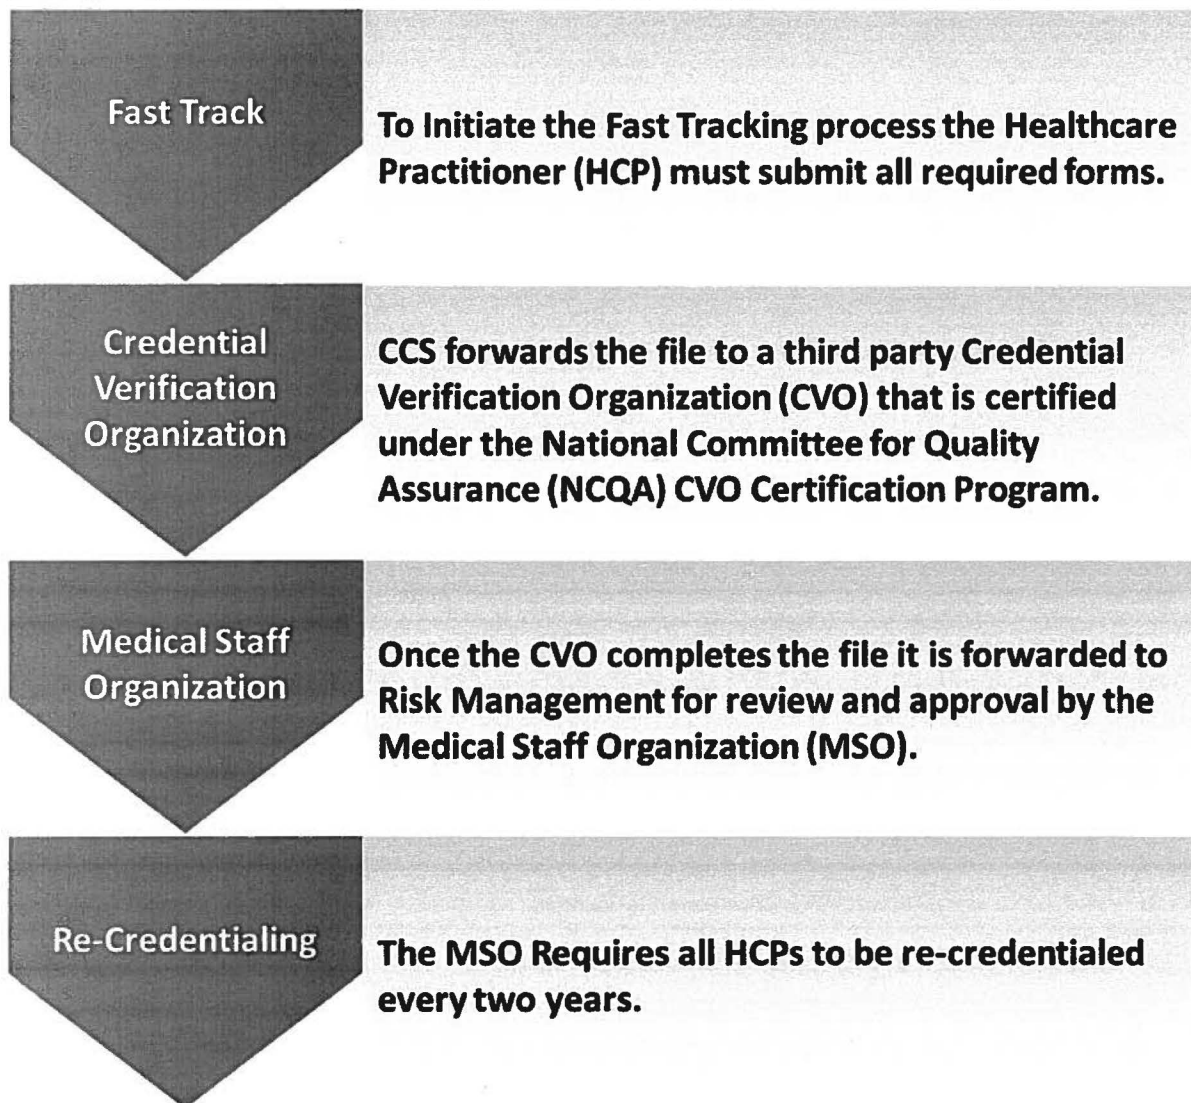 Fast Track
To Initiate the Fast Tracking process the Healthcare
Practitioner (HCP) must submit all required forms.
Credential
Verification
Organization
CCS forwards the file to a third party Credential
Verification Organization (CVO) that is certified
under the National Committee for Quality
Assurance (NCQA) CVO Certification Program.
Medical Staff
Organization
Once the CVO completes the file it is forwarded to
Risk Management for review and approval by the
Medical Staff Organization (MSO).
Re-Credentialing
The MSO Requires all HCPs to be re-credentialed
every two years.